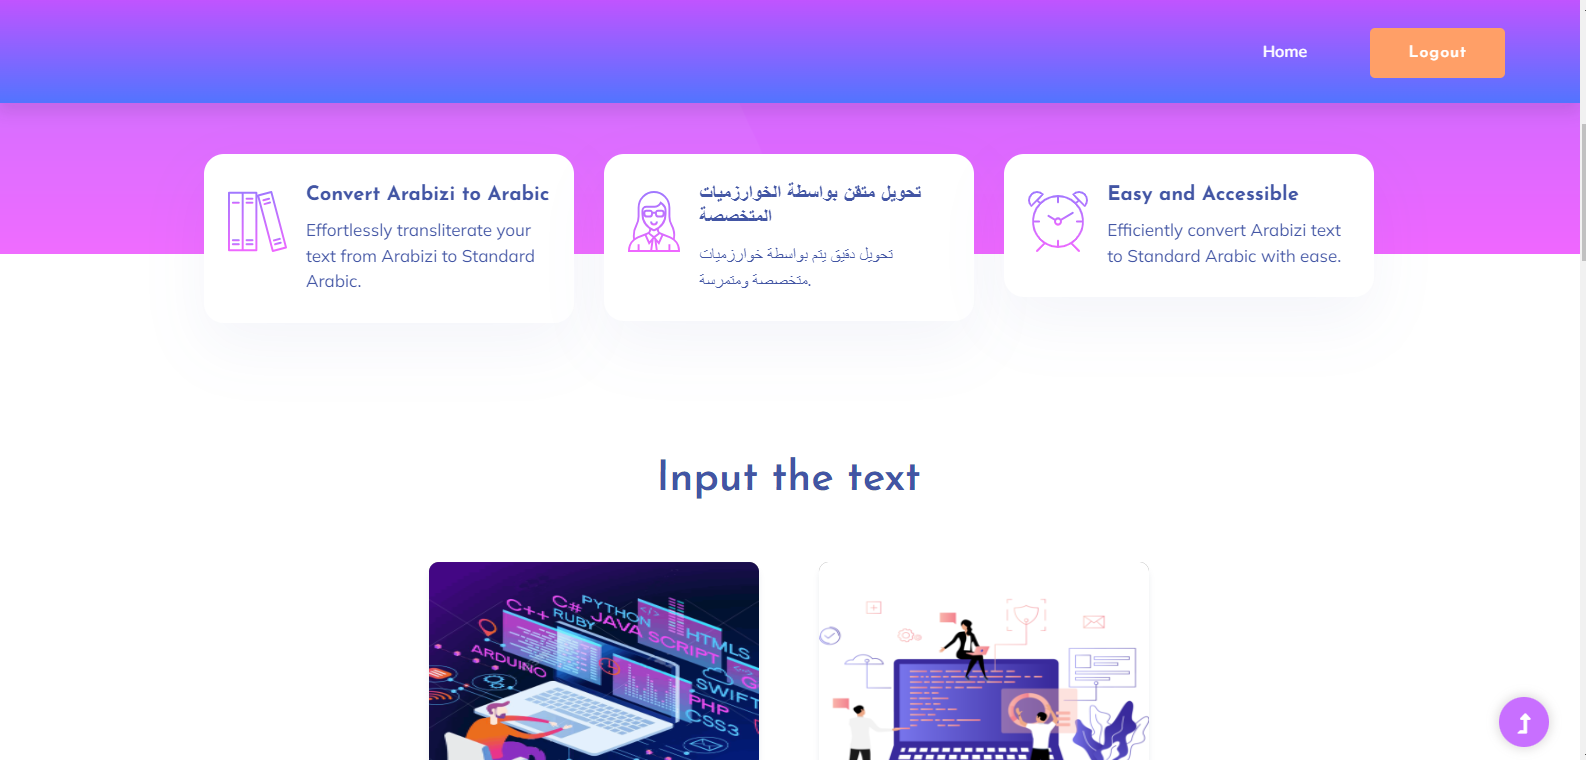 Home
Logout
Convert Arabizi to Arabic
Effortlessly transliterate your
text from Arabizi to Standard
Arabic.
تحويل متقن بواسطة الخوارزميات
المتخصصة
تحويل دقيق يتم بواسطة خوارزميات
متخصصة ومتمرسة.
Easy and Accessible
Efficiently convert Arabizi text
to Standard Arabic with ease.
Input the text
C++
C#
PYTHON
RUBY
JAVA SCRIPT
</>
HTML5
ARDUINO
SWIFT
PHP
CSS3